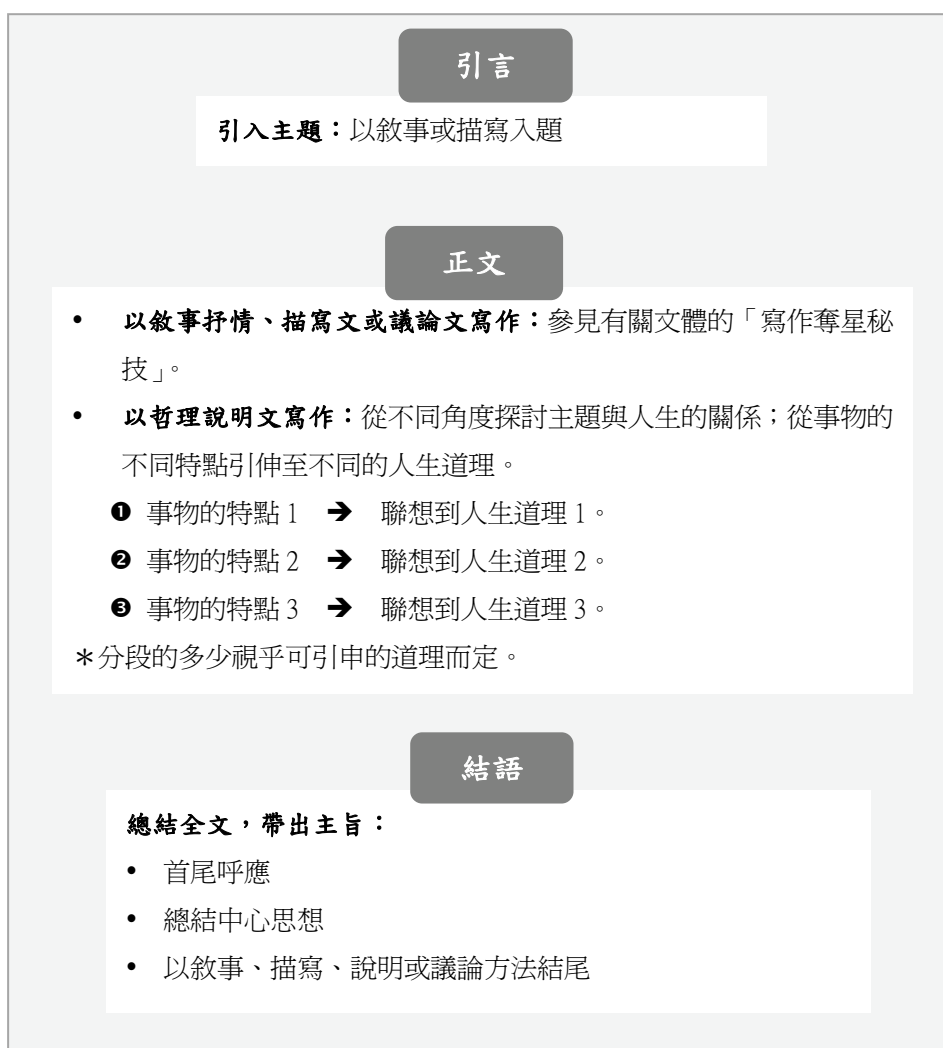 引言
引入主題：以敘事或描寫入題
正文
• 以敘事抒情、描寫文或議論文寫作：參見有關文體的「寫作奪星秘
技」。
• 以哲理說明文寫作：從不同角度探討主題與人生的關係；從事物的
不同特點引伸至不同的人生道理。
❶ 事物的特點 1 ➔ 聯想到人生道理 1。
❷ 事物的特點 2 ➔ 聯想到人生道理 2。
❸ 事物的特點 3 ➔ 聯想到人生道理 3。
＊分段的多少視乎可引申的道理而定。
結語
總結全文，帶出主旨：
• 首尾呼應
• 總結中心思想
• 以敘事、描寫、說明或議論方法結尾